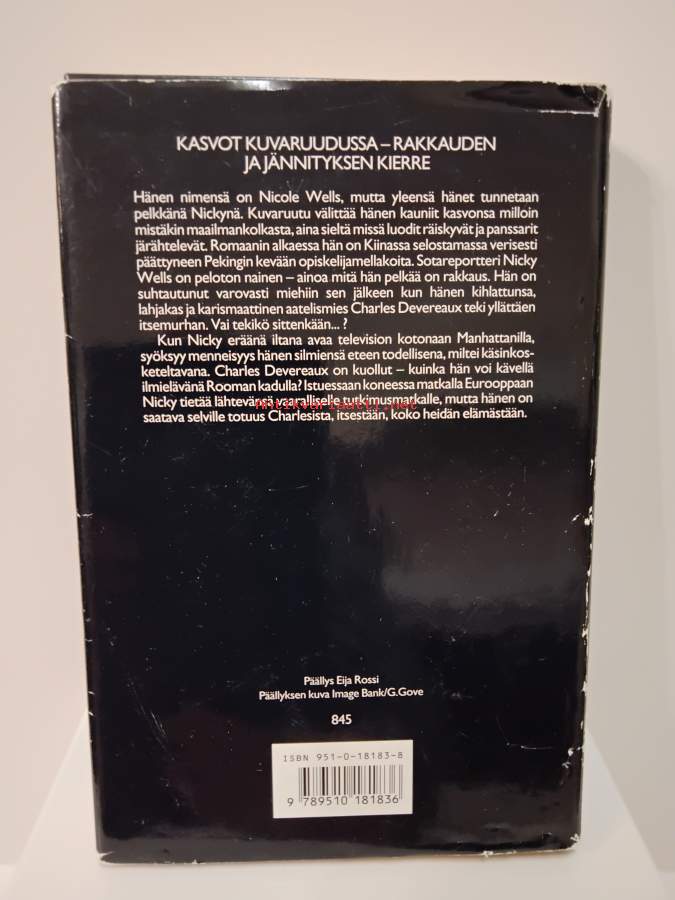 KASVOT KUVARUUDUSSA – RAKKAUDEN
JA JÄNNITYKSEN KIERRE
Hänen nimensä on Nicole Wells, mutta yleensä hänet tunnetaan
pelkkänä Nickynä. Kuvaruutu välittää hänen kauniit kasvonsa milloin
mistäkin maailmankolkasta, aina sieltä missä luodit räiskyvät ja panssarit
järähtelevät. Romaanin alkaessa hän on Kiinassa selostamassa verisesti
päättyneen Pekingin kevään opiskelijamellakoita. Sotareportteri Nicky
Wells on peloton nainen – ainoa mitä hän pelkää on rakkaus. Hän on
suhtautunut varovasti miehiin sen jälkeen kun hänen kihlattunsa,
lahjakas ja karismaattinen aatelismies Charles Devereaux teki yllättäen
itsemurhan. Vai tekikö sittenkään... ?
Kun Nicky eräänä iltana avaa television kotonaan Manhattanilla,
syöksyy menneisyys hänen silmiensä eteen todellisena, miltei käsinkos-
keteltavana. Charles Devereaux on kuollut – kuinka hän voi kävellä
ilmielävänä Rooman kadulla? Istuessaan koneessa matkalla Eurooppaan
Nicky tietää lähtevänsä vaaralliselle tutkimusmatkalle, mutta hänen on
saatava selville totuus Charlesista, itsestään, koko heidän elämästään.
Antikvariaatti.net
Päällys Eija Rossi
Päällyksen kuva Image Bank/G.Gove
845
ISBN 951-0-18183-8
9 789510 181836